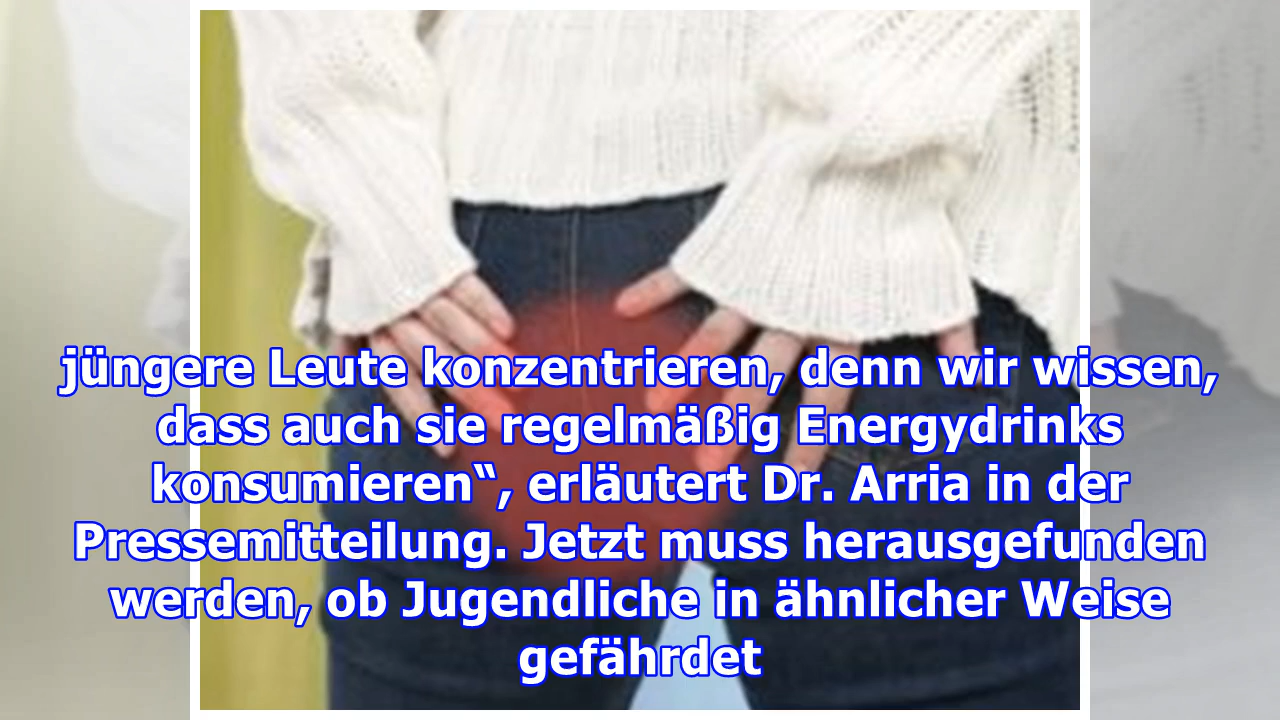 jüngere Leute konzentrieren, denn wir wissen,
dass auch sie regelmäßig Energydrinks
konsumieren“, erläutert Dr. Arria in der
Pressemitteilung. Jetzt muss herausgefunden
werden, ob Jugendliche in ähnlicher Weise
gefährdet